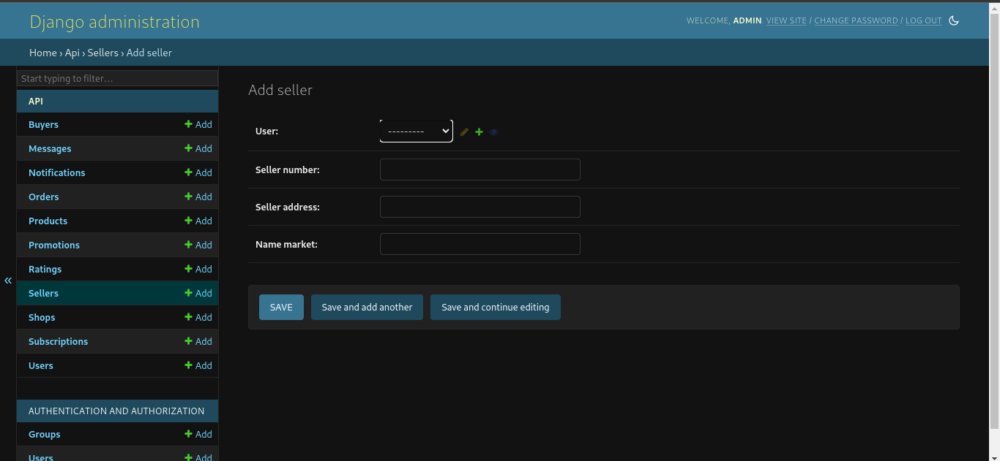 Django administration
WELCOME, ADMIN. VIEW SITE / CHANGE PASSWORD / LOG OUT
Home › Api › Sellers › Add seller
Start typing to filter…
API
Buyers Add
Messages Add
Notifications Add
Orders Add
Products Add
Promotions Add
Ratings Add
Sellers Add
Shops Add
Subscriptions Add
Users Add
AUTHENTICATION AND AUTHORIZATION
Groups Add
Users Add
«
Add seller
User: ---------
Seller number:
Seller address:
Name market:
SAVE Save and add another Save and continue editing